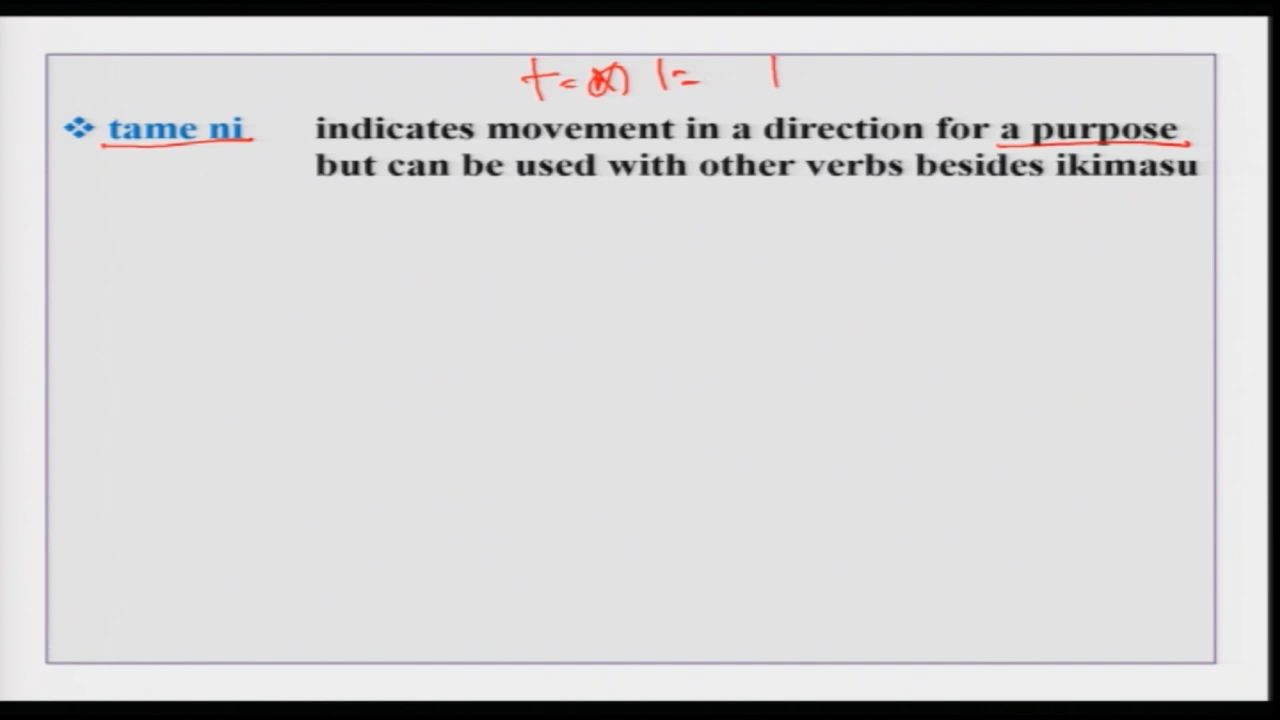 ために
❖ tame ni indicates movement in a direction for a purpose
but can be used with other verbs besides ikimasu